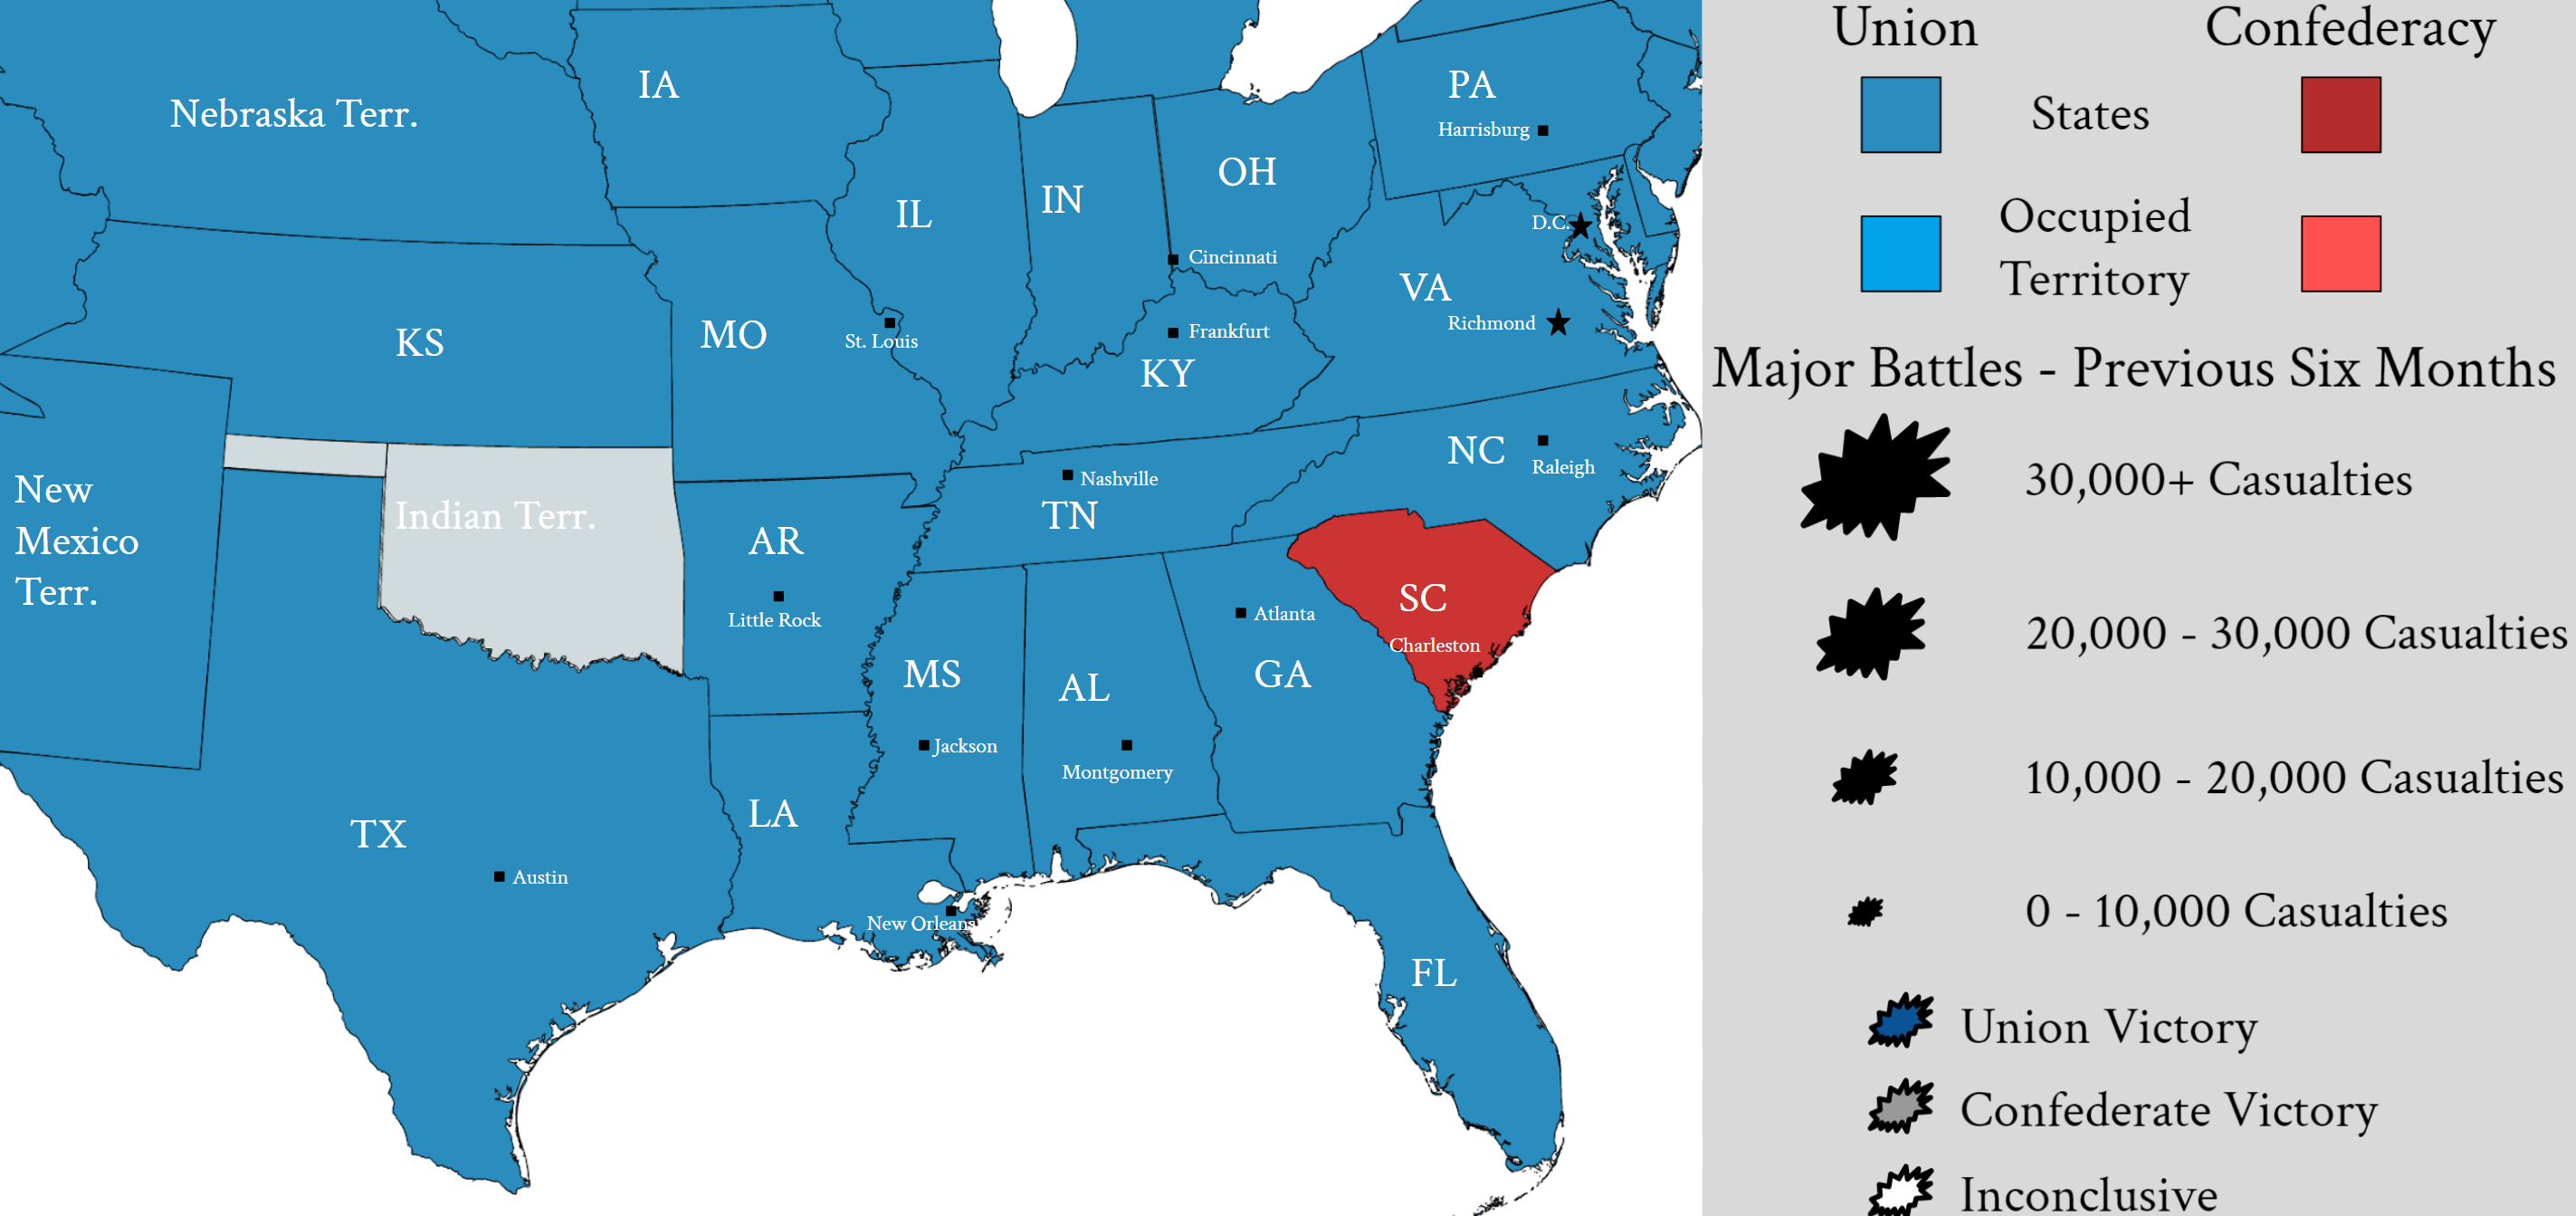 IA
PA
Nebraska Terr.
Harrisburg
OH
IN
IL
D.C.
Cincinnati
VA
Richmond
Frankfurt
MO
St. Louis
KS
KY
NC
Raleigh
Nashville
New
Mexico
Terr.
Indian Terr.
TN
AR
SC
Atlanta
Little Rock
Charleston
MS
AL
GA
Jackson
Montgomery
LA
TX
Austin
New Orleans
FL
Union
Confederacy
States
Occupied
Territory
Major Battles - Previous Six Months
30,000+ Casualties
20,000 - 30,000 Casualties
10,000 - 20,000 Casualties
0 - 10,000 Casualties
Union Victory
Confederate Victory
Inconclusive